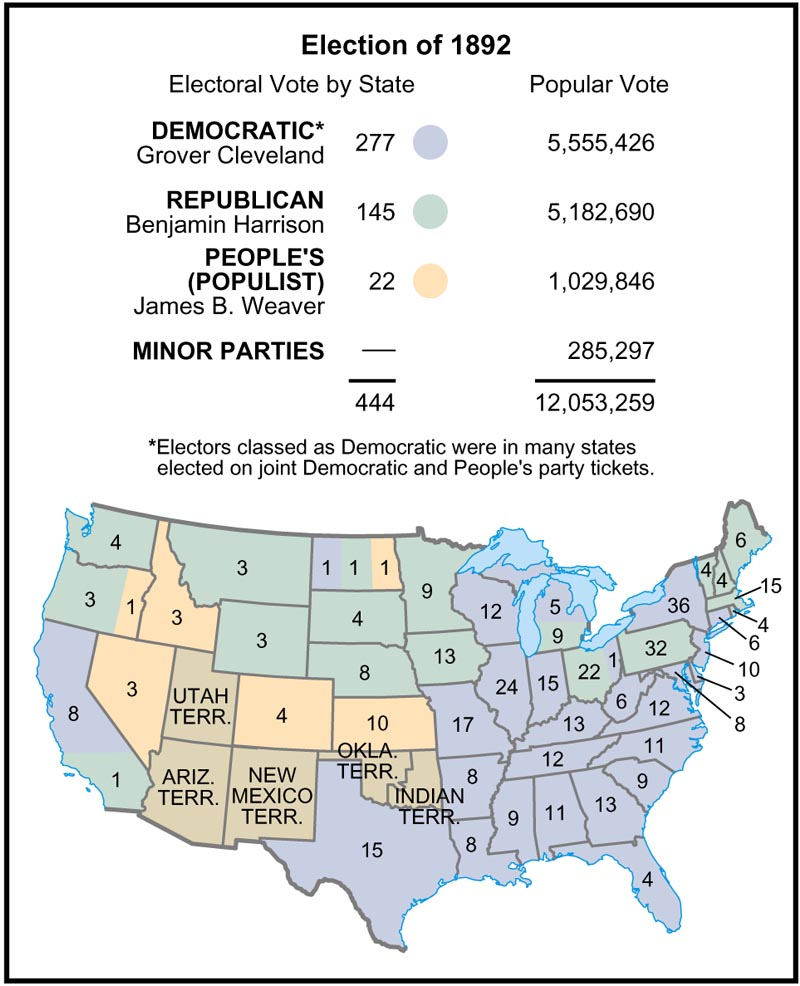 Election of 1892
Electoral Vote by State Popular Vote
DEMOCRATIC*
Grover Cleveland 277 5,555,426
REPUBLICAN
Benjamin Harrison 145 5,182,690
PEOPLE'S
(POPULIST)
James B. Weaver 22 1,029,846
MINOR PARTIES — 285,297
444 12,053,259
*Electors classed as Democratic were in many states
elected on joint Democratic and People's party tickets.
4
3
1
3
3
3
1 1 1
4
8
9
13
12
5
9
36
4
4
6
15
4
6
10
3
8
32
22
1
15
24
17
10
4
3
8
1
UTAH
TERR.
ARIZ.
TERR.
NEW
MEXICO
TERR.
OKLA.
TERR.
INDIAN
TERR.
15
8
8
9
11
13
4
9
11
12
6
13
12